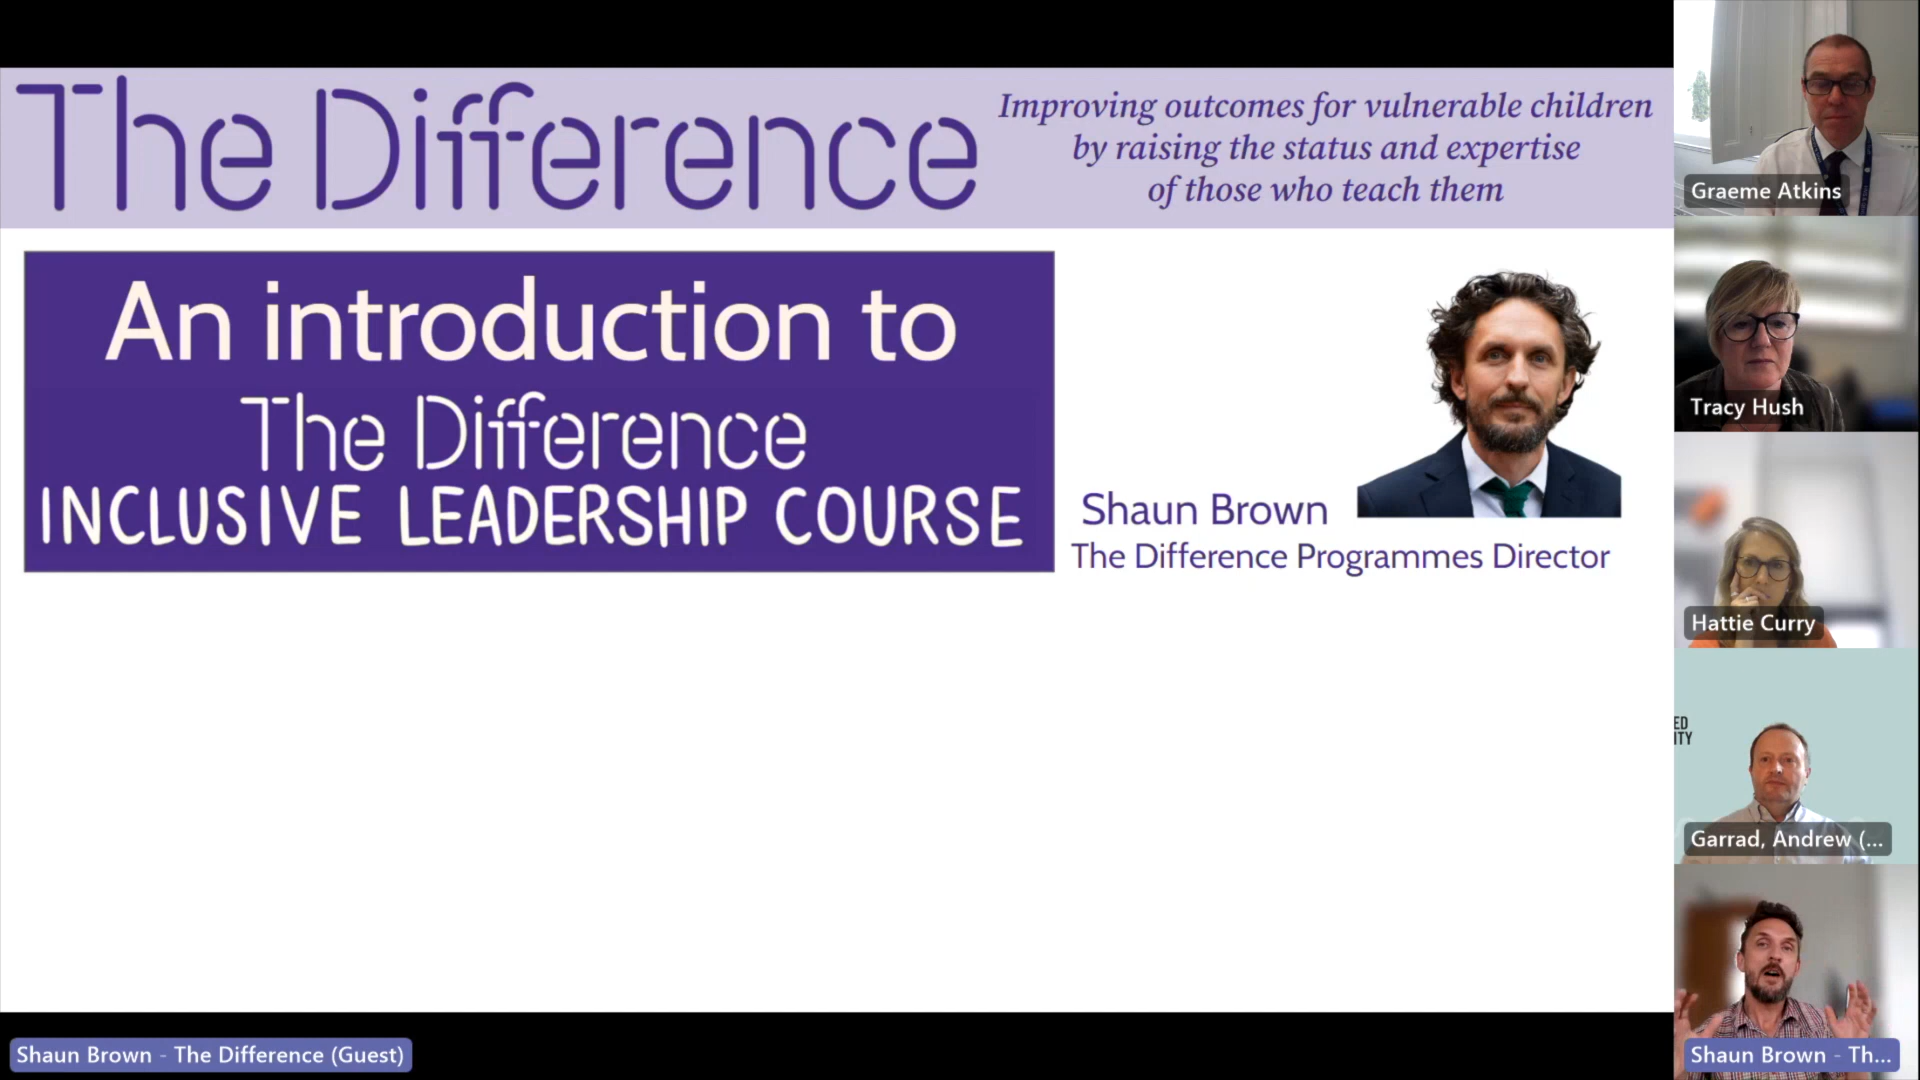 The Difference
Improving outcomes for vulnerable children
by raising the status and expertise
of those who teach them
An introduction to
The Difference
INCLUSIVE LEADERSHIP COURSE
Shaun Brown
The Difference Programmes Director
Graeme Atkins
Tracy Hush
Hattie Curry
ED
ITY
Garrad, Andrew (...
Shaun Brown - Th...
Shaun Brown - The Difference (Guest)